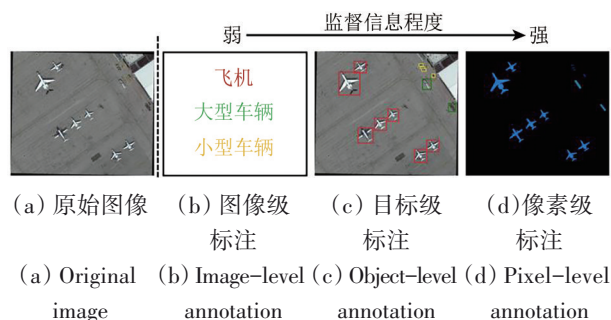 监督信息程度
弱
强
飞机
大型车辆
小型车辆
(a) 原始图像
(b) 图像级
标注
(c) 目标级
标注
(d)像素级
标注
(a) Original
image
(b) Image-level
annotation
(c) Object-level
annotation
(d) Pixel-level
annotation